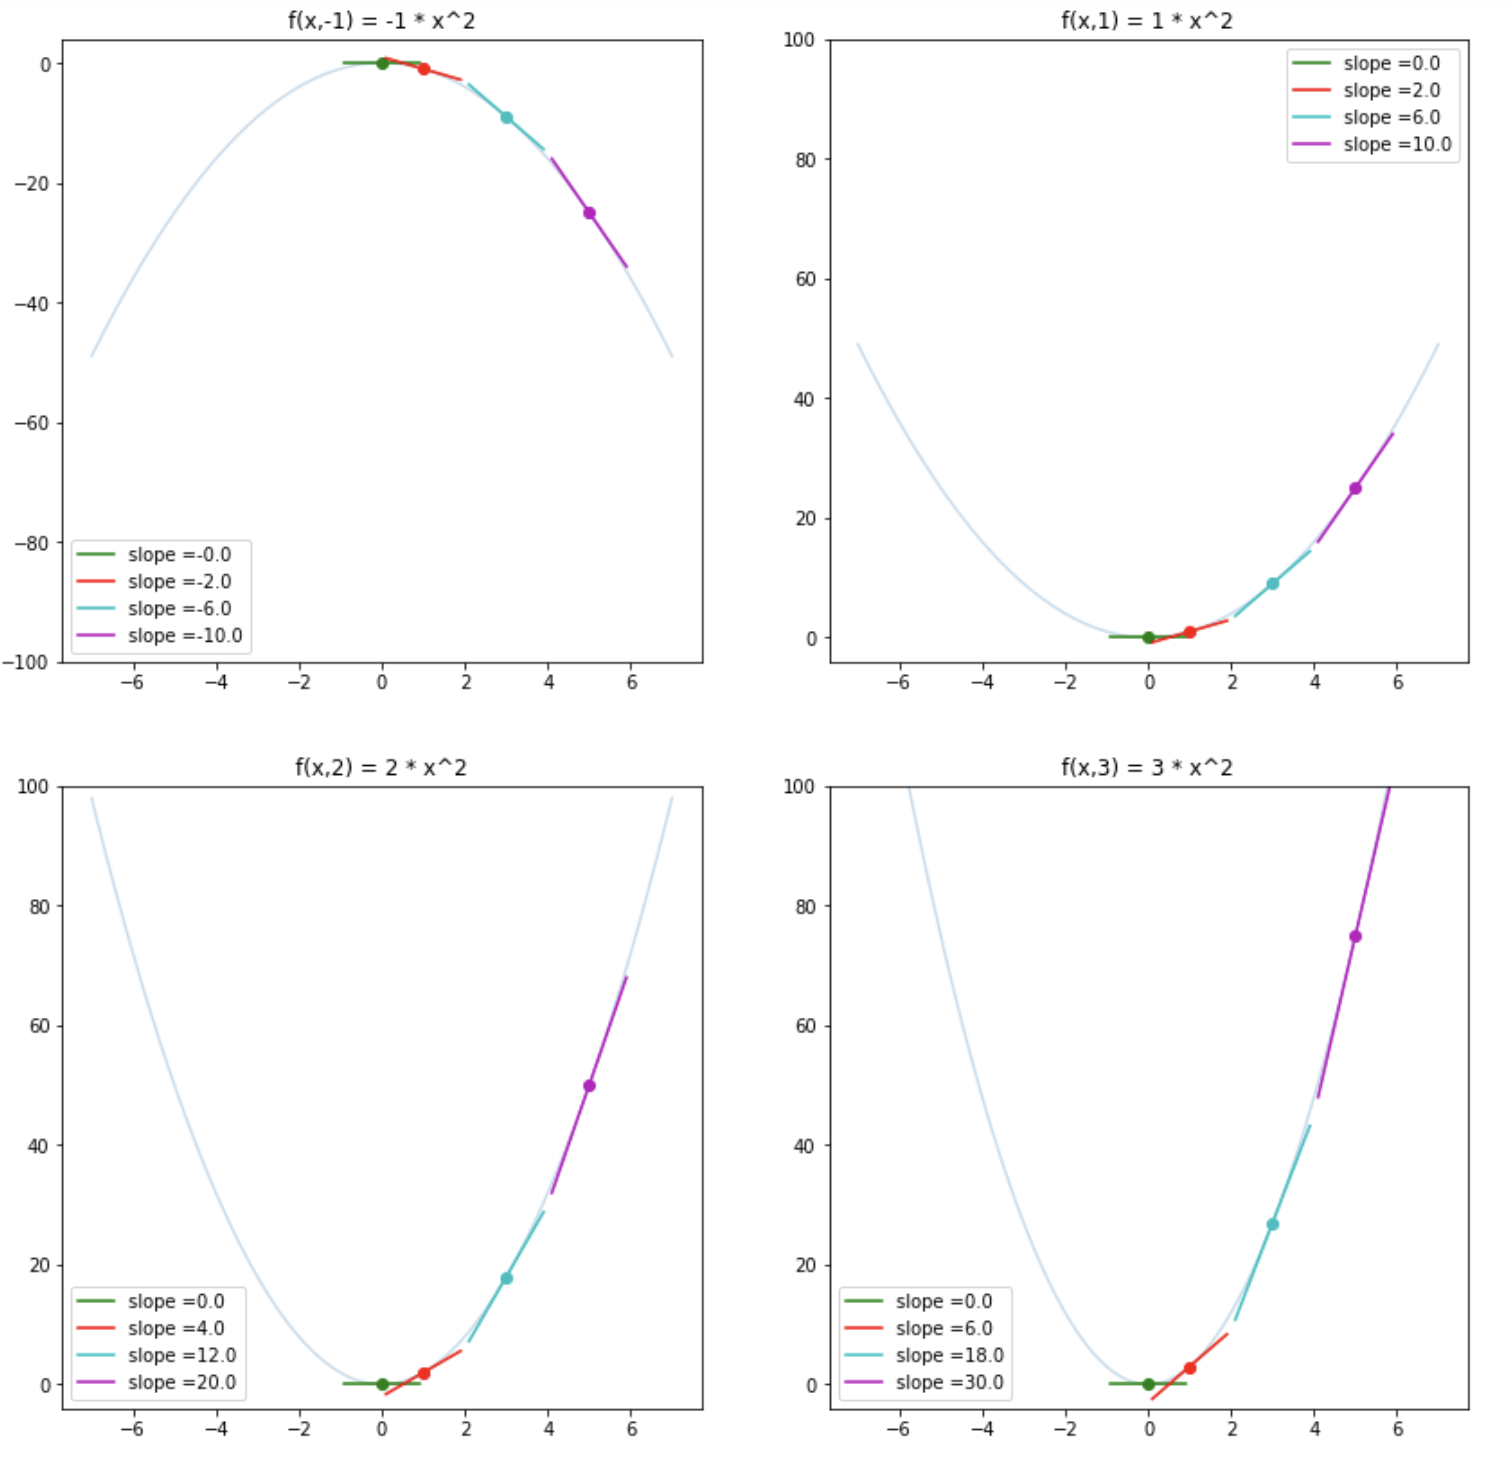 f(x,-1) = -1 * x^2
0
−20
−40
−60
−80
−100
slope =-0.0
slope =-2.0
slope =-6.0
slope =-10.0
−6 −4 −2 0 2 4 6
f(x,1) = 1 * x^2
100
80
60
40
20
0
slope =0.0
slope =2.0
slope =6.0
slope =10.0
−6 −4 −2 0 2 4 6
f(x,2) = 2 * x^2
100
80
60
40
20
0
slope =0.0
slope =4.0
slope =12.0
slope =20.0
−6 −4 −2 0 2 4 6
f(x,3) = 3 * x^2
100
80
60
40
20
0
slope =0.0
slope =6.0
slope =18.0
slope =30.0
−6 −4 −2 0 2 4 6